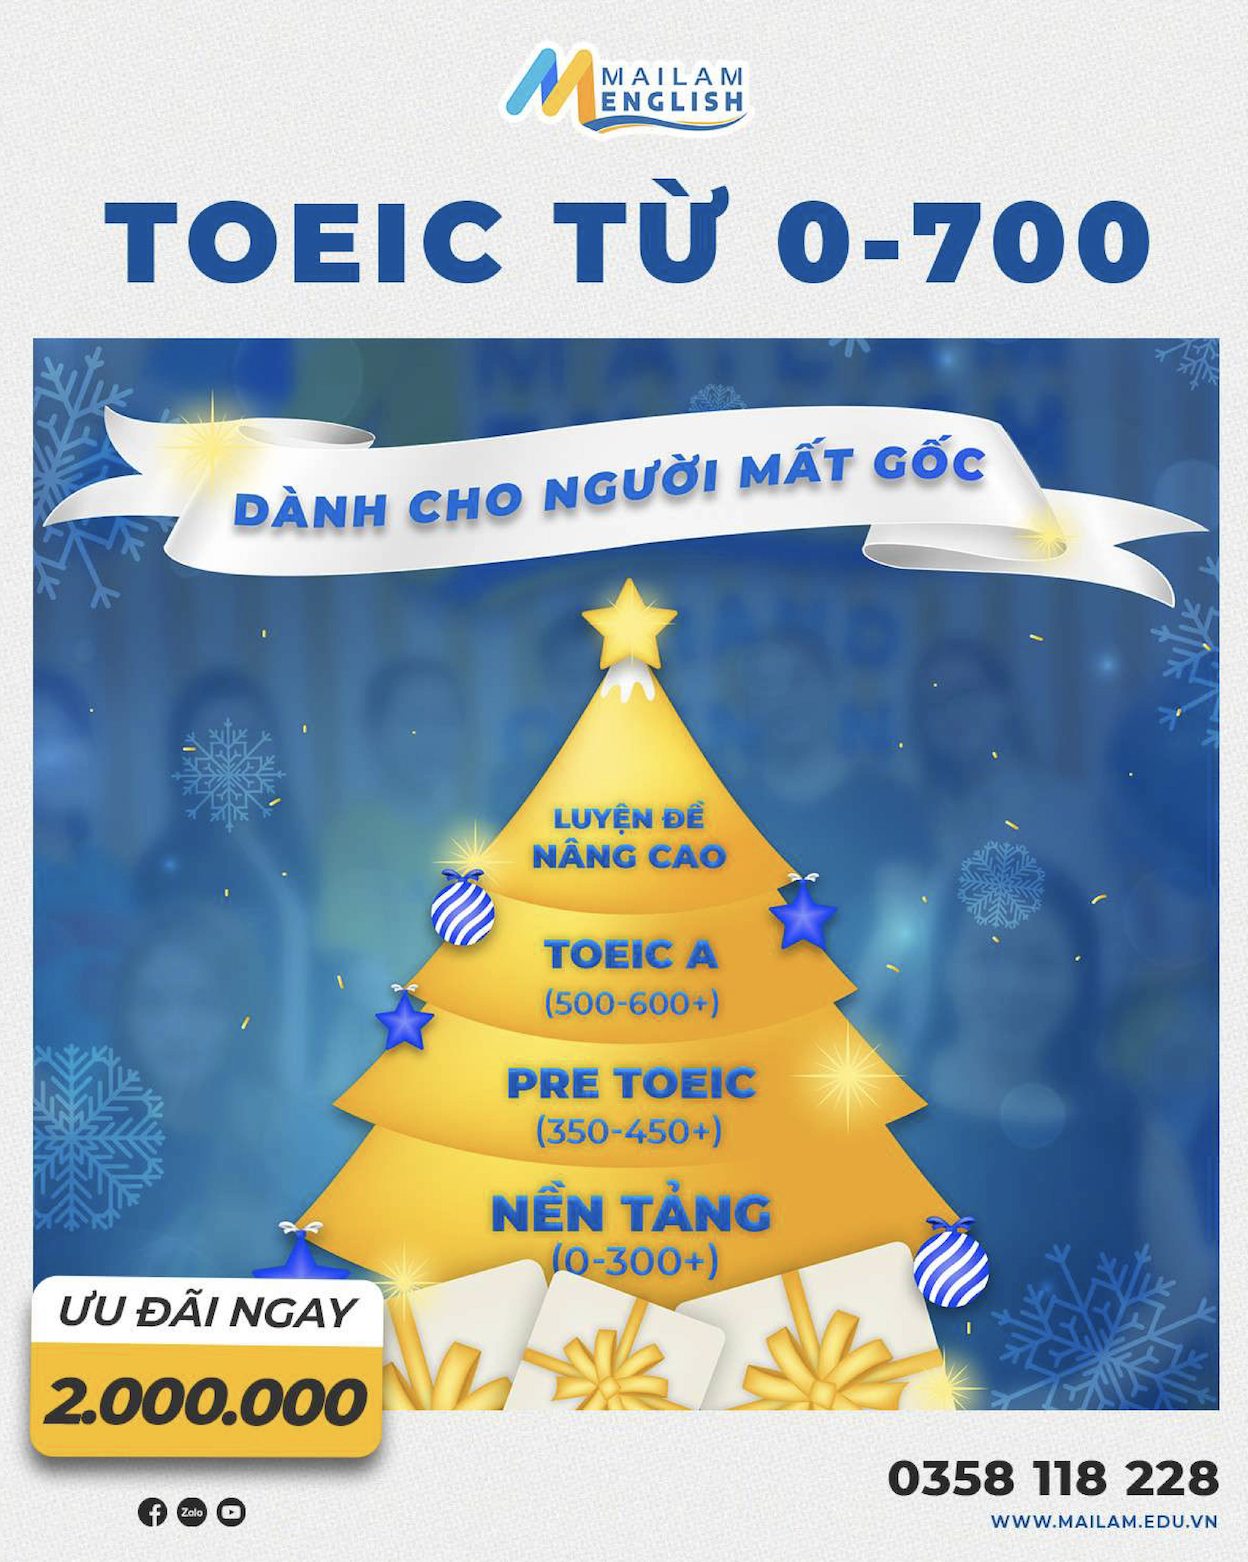 MAILAM
ENGLISH
TOEIC TỪ 0-700
DÀNH CHO NGƯỜI MẤT GỐC
LUYỆN ĐỀ
NÂNG CAO
TOEIC A
(500-600+)
PRE TOEIC
(350-450+)
NỀN TẢNG
(0-300+)
ƯU ĐÃI NGAY
2.000.000
Zalo
0358 118 228
WWW.MAILAM.EDU.VN